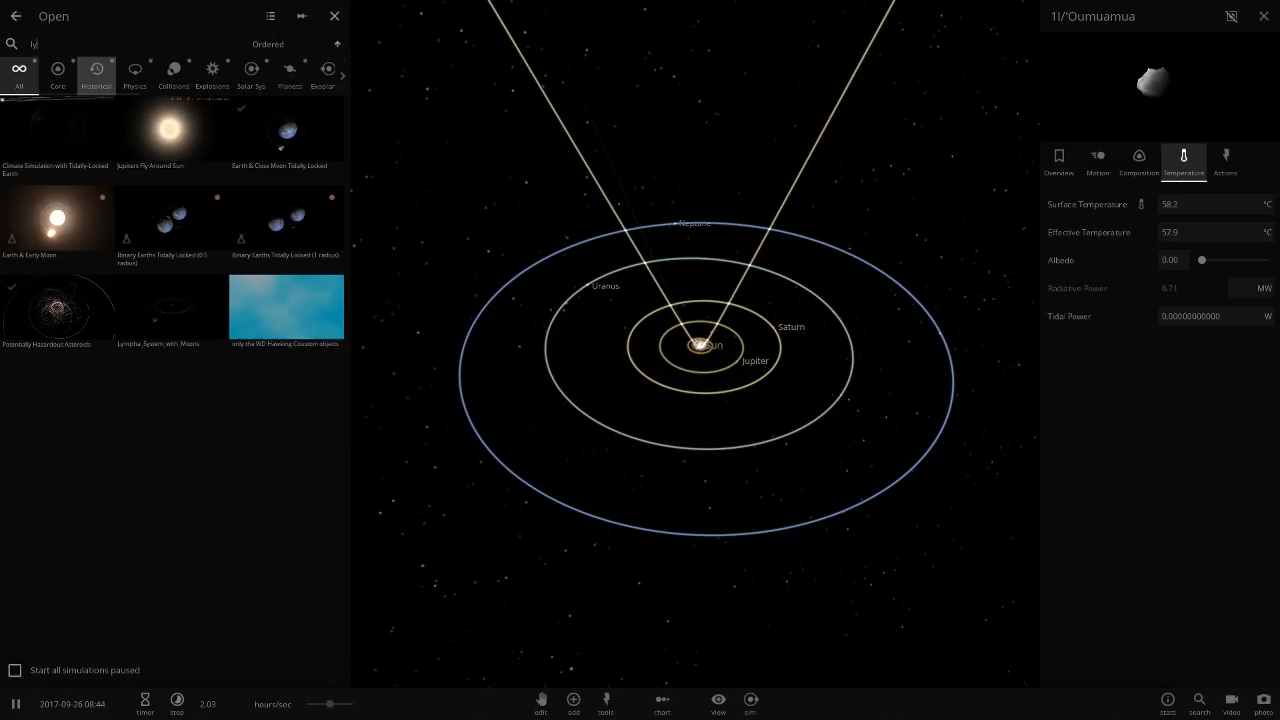 Open
ly
Ordered
All
Core
Historical
Physics
Collisions
Explosions
Solar Sys
Planets
Exoplar
Climate Simulation with Tidally-Locked
Earth
Jupiters Fly Around Sun
Earth & Close Moon Tidally Locked
Earth & Early Moon
Binary Earths Tidally Locked (0.5
radius)
Binary Earths Tidally Locked (1 radius)
Potentially Hazardous Asteroids
Lympha_System_with_Moons
only the WD Hawking Coustom objects
Start all simulations paused
Neptune
Uranus
Saturn
Sun
Jupiter
1I/'Oumuamua
Overview
Motion
Composition
Temperature
Actions
Surface Temperature
58.2
°C
Effective Temperature
57.9
°C
Albedo
0.00
Radiative Power
6.71
MW
Tidal Power
0.00000000000
W
2017-09-26 08:44
timer
step
2.03
hours/sec
edit
add
tools
chart
view
sim
stats
search
video
photo